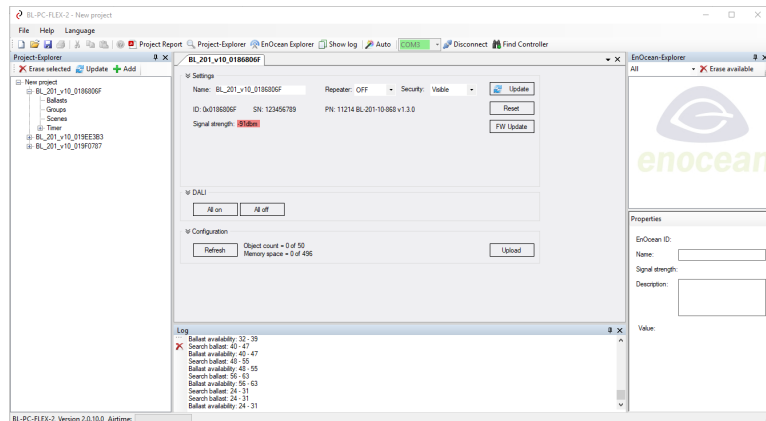 BL-PC-FLEX-2 - New project
File Help Language
Project Report Project-Explorer EnOcean Explorer Show log Auto COM3 Disconnect Find Controller
Project-Explorer
Erase selected Update Add
New project
BL_201_v10_0186806F
Ballasts
Groups
Scenes
Timer
BL_201_v10_019EE3B3
BL_201_v10_019F0787
BL_201_v10_0186806F
Settings
Name: BL_201_v10_0186806F Repeater: OFF Security: Visible Update
ID: 0x0186806F SN: 123456789 PN: 11214 BL-201-10-868 v1.3.0 Reset
Signal strength: -91dbm FW Update
DALI
All on All off
Configuration
Refresh Object count = 0 of 50
Memory space = 0 of 496 Upload
Log
Ballast availability: 32 - 39
Search ballast: 40 - 47
Ballast availability: 40 - 47
Search ballast: 48 - 55
Ballast availability: 48 - 55
Search ballast: 56 - 63
Ballast availability: 56 - 63
Search ballast: 24 - 31
Search ballast: 24 - 31
Ballast availability: 24 - 31
EnOcean-Explorer
All Erase available
enocean
Properties
EnOcean ID:
Name:
Signal strength:
Description:
Value:
BL-PC-FLEX-2 Version 2.0.10.0 Airtime: